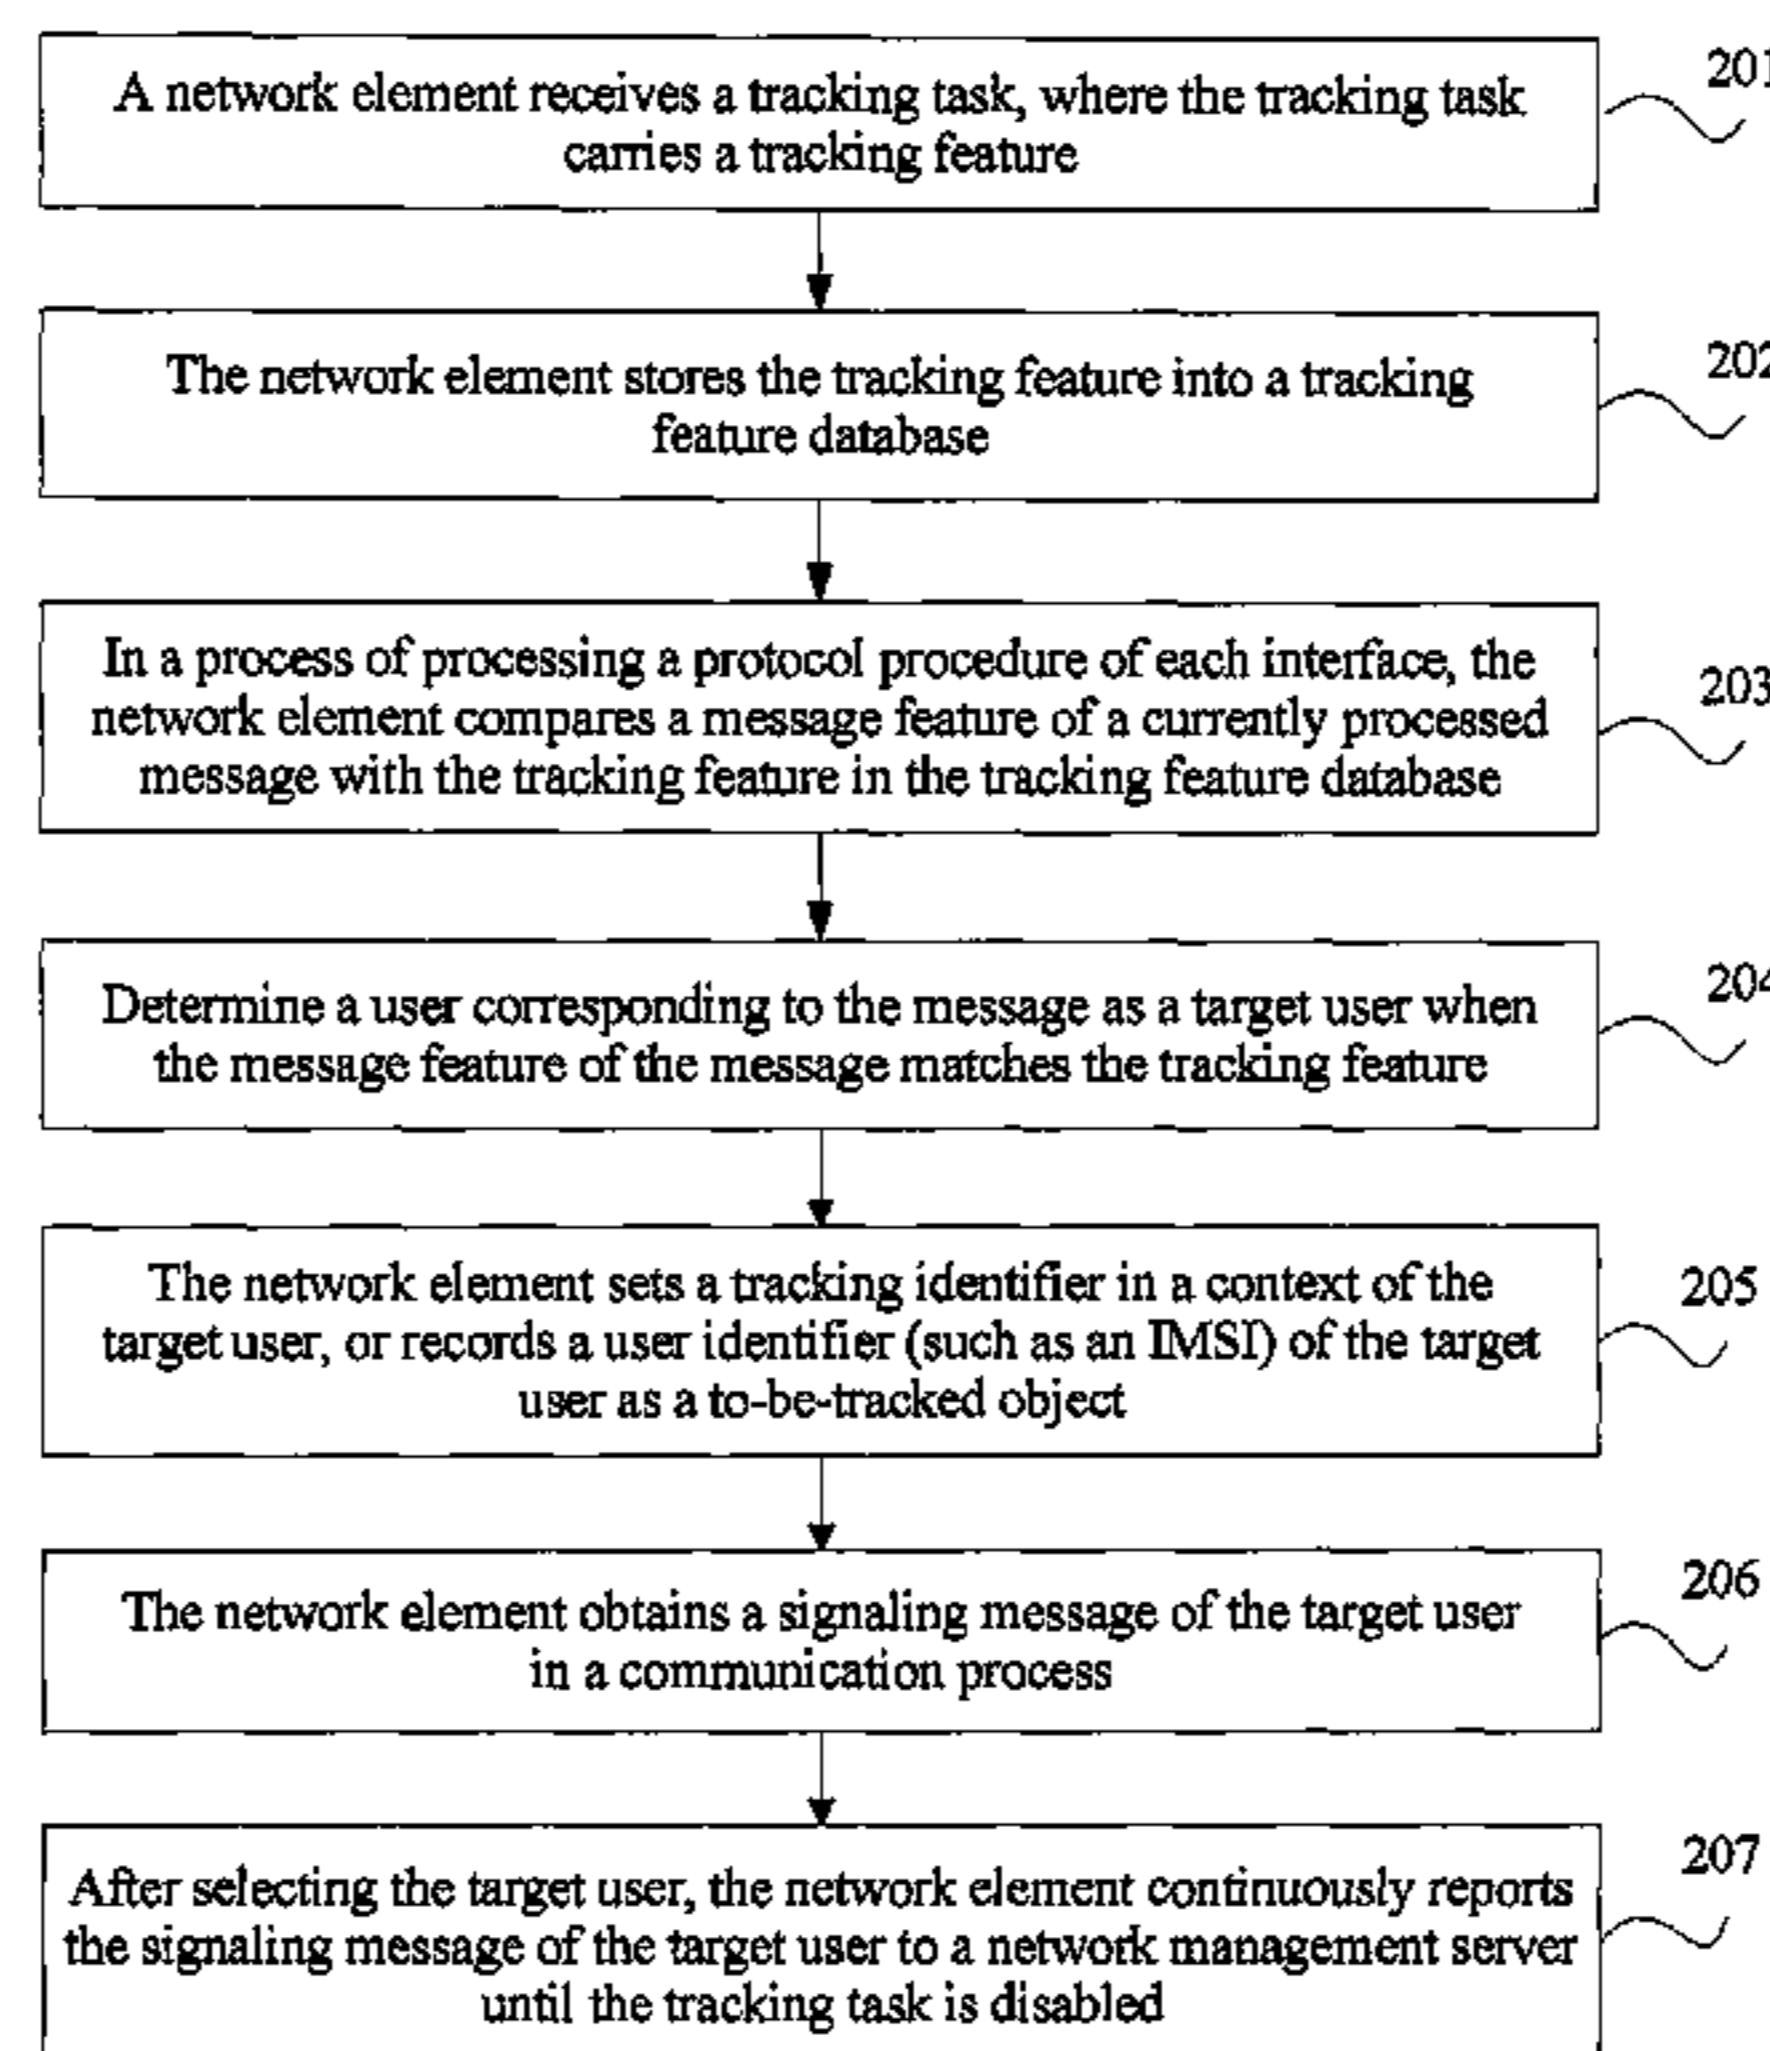 A network element receives a tracking task, where the tracking task
carries a tracking feature
201
The network element stores the tracking feature into a tracking
feature database
202
In a process of processing a protocol procedure of each interface, the
network element compares a message feature of a currently processed
message with the tracking feature in the tracking feature database
203
Determine a user corresponding to the message as a target user when
the message feature of the message matches the tracking feature
204
The network element sets a tracking identifier in a context of the
target user, or records a user identifier (such as an IMSI) of the target
user as a to-be-tracked object
205
The network element obtains a signaling message of the target user
in a communication process
206
After selecting the target user, the network element continuously reports
the signaling message of the target user to a network management server
until the tracking task is disabled
207